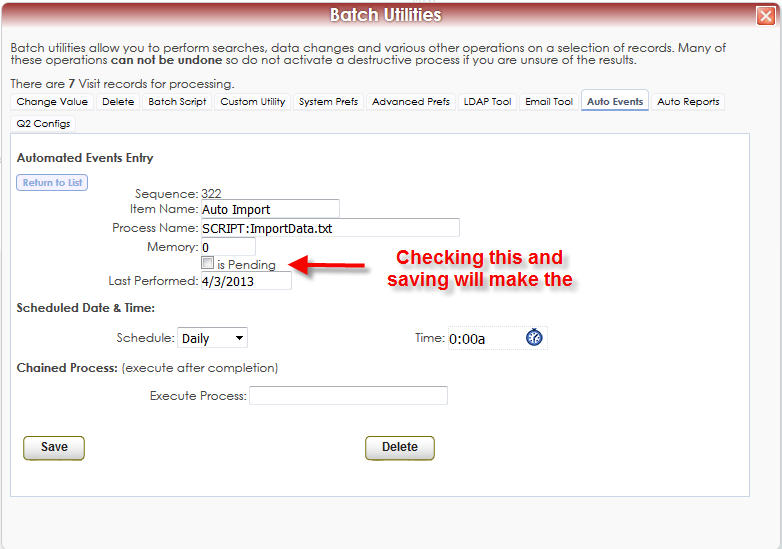 Batch Utilities
Batch utilities allow you to perform searches, data changes and various other operations on a selection of records. Many of
these operations can not be undone so do not activate a destructive process if you are unsure of the results.
There are 7 Visit records for processing.
Change Value Delete Batch Script Custom Utility System Prefs Advanced Prefs LDAP Tool Email Tool Auto Events Auto Reports
Q2 Configs
Automated Events Entry
Return to List
Sequence: 322
Item Name: Auto Import
Process Name: SCRIPT:ImportData.txt
Memory: 0
is Pending
Last Performed: 4/3/2013
Checking this and
saving will make the
Scheduled Date & Time:
Schedule: Daily Time: 0:00a
Chained Process: (execute after completion)
Execute Process:
Save Delete